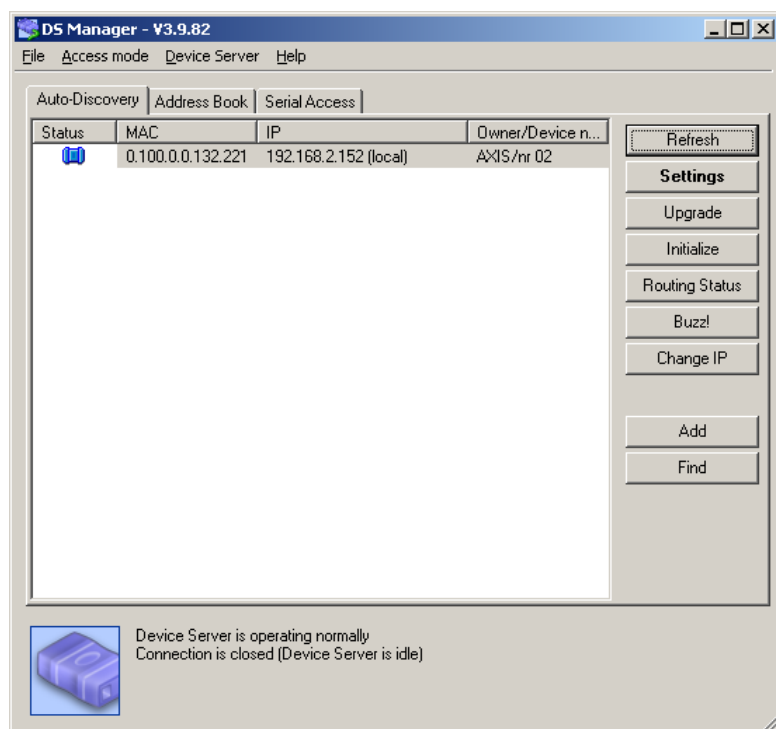 DS Manager - V3.9.82
File Access mode Device Server Help
Auto-Discovery Address Book Serial Access
Status MAC IP Owner/Device n...
0.100.0.0.132.221 192.168.2.152 (local) AXIS/nr 02
Refresh
Settings
Upgrade
Initialize
Routing Status
Buzz!
Change IP
Add
Find
Device Server is operating normally
Connection is closed (Device Server is idle)